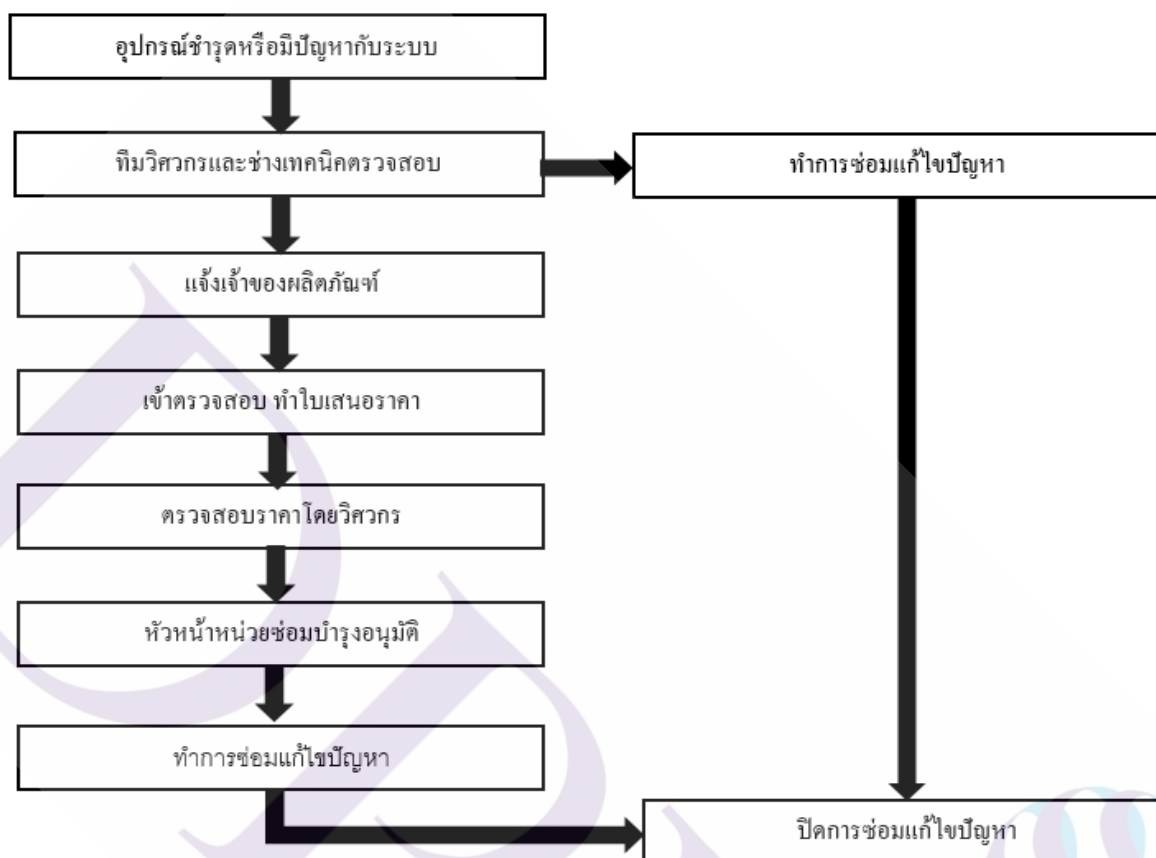 อุปกรณ์ชำรุดหรือมีปัญหากับระบบ
ทีมวิศวกรและช่างเทคนิคตรวจสอบ
ทำการซ่อมแก้ไขปัญหา
แจ้งเจ้าของผลิตภัณฑ์
เข้าตรวจสอบ ทำใบเสนอราคา
ตรวจสอบราคาโดยวิศวกร
หัวหน้าหน่วยซ่อมบำรุงอนุมัติ
ทำการซ่อมแก้ไขปัญหา
ปิดการซ่อมแก้ไขปัญหา